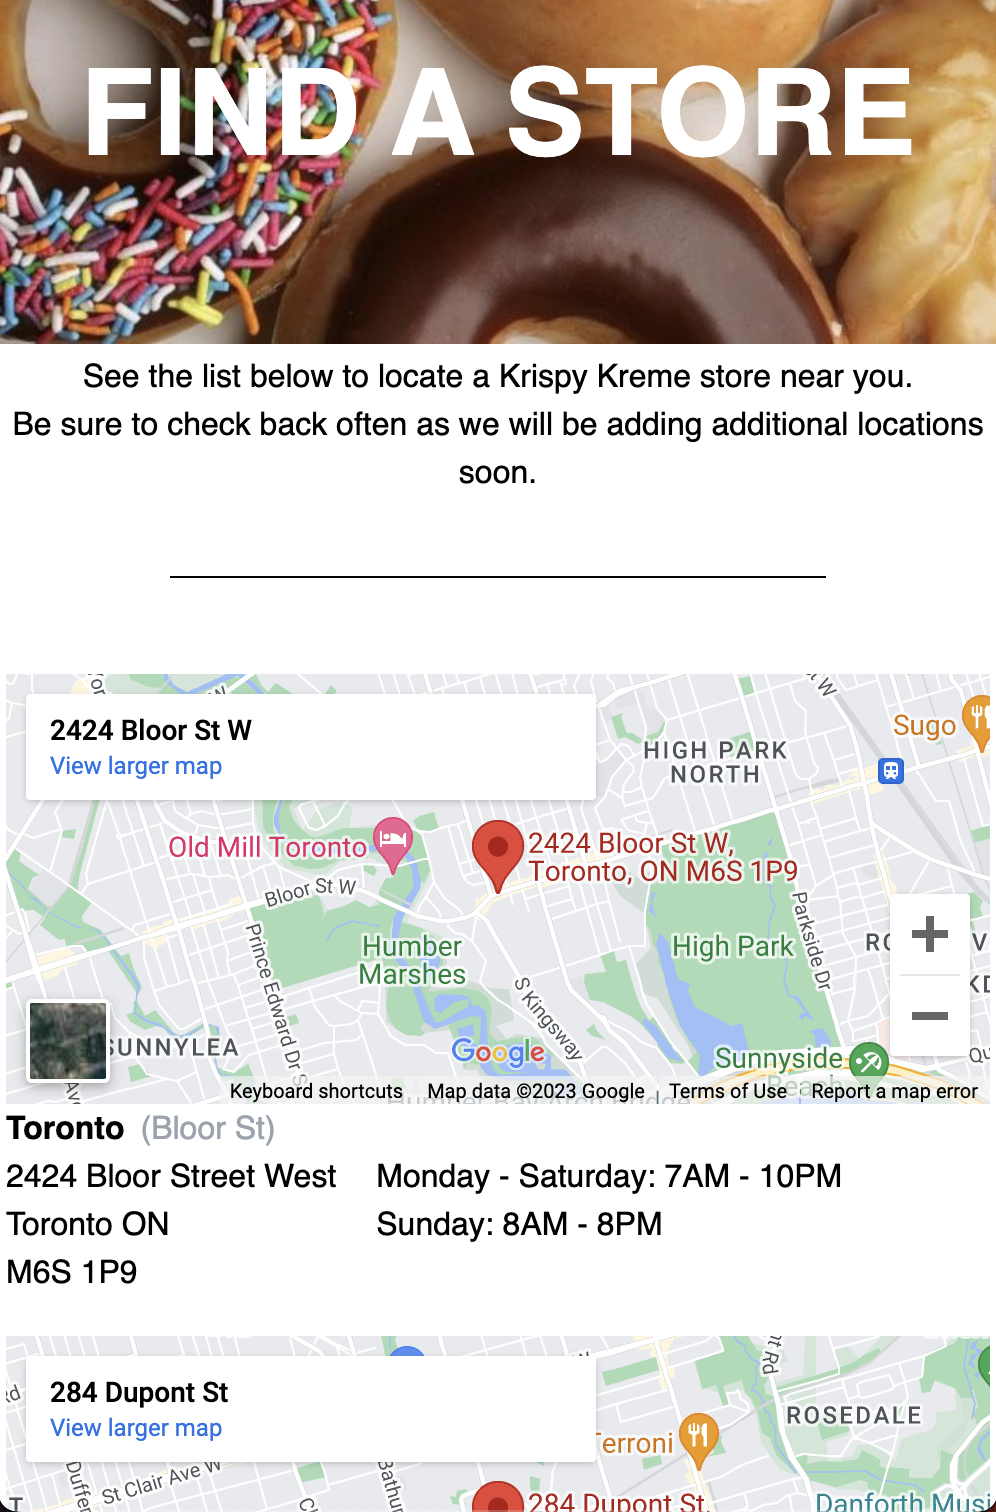 FIND A STORE
See the list below to locate a Krispy Kreme store near you.
Be sure to check back often as we will be adding additional locations
soon.
2424 Bloor St W
View larger map
Sugo
HIGH PARK
NORTH
Old Mill Toronto
2424 Bloor St W,
Toronto, ON M6S 1P9
Bloor St W
Parkside Dr
Prince Edward Dr S
Humber
Marshes
High Park
S Kingsway
SUNNYLEA
Google
Sunnyside
Beach
Humber Bay Arch Bridge
Keyboard shortcuts
Map data ©2023 Google
Terms of Use
Report a map error
Toronto (Bloor St)
2424 Bloor Street West
Toronto ON
M6S 1P9
Monday - Saturday: 7AM - 10PM
Sunday: 8AM - 8PM
284 Dupont St
View larger map
Terroni
ROSEDALE
St Clair Ave W
284 Dupont St,